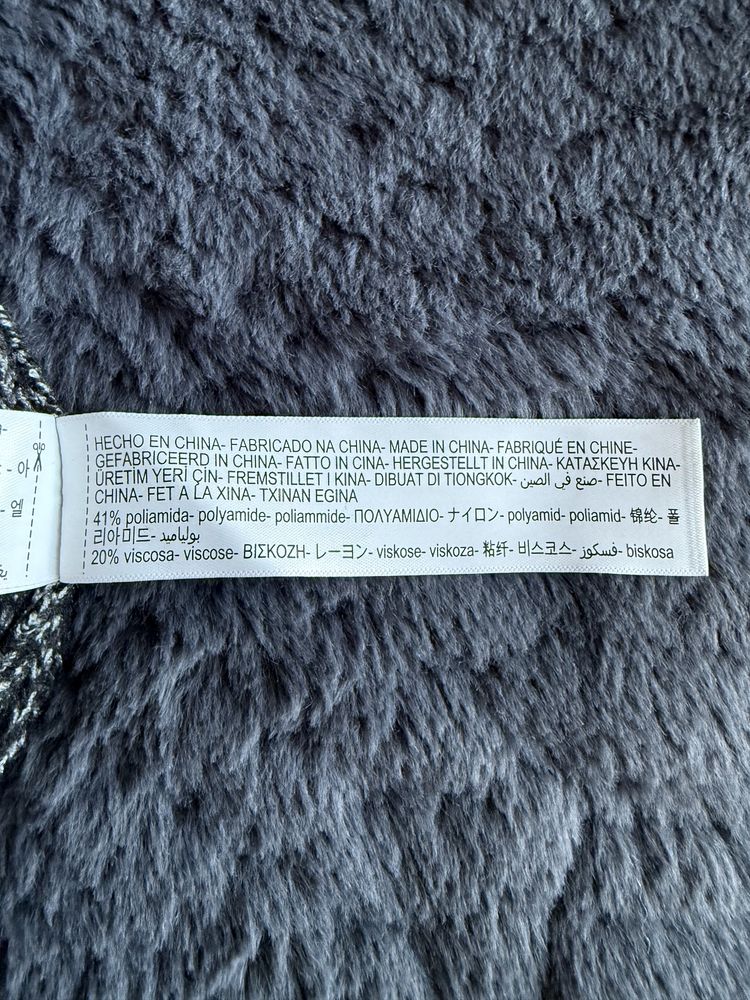 - 아
- 엘
HECHO EN CHINA- FABRICADO NA CHINA- MADE IN CHINA- FABRIQUÉ EN CHINE-
GEFABRICEERD IN CHINA- FATTO IN CINA- HERGESTELLT IN CHINA- ΚΑΤΑΣΚΕΥΗ ΚΙΝΑ-
ÜRETİM YERİ ÇİN- FREMSTILLET I KINA- DIBUAT DI TIONGKOK- صنع في الصين- FEITO EN
CHINA- FET A LA XINA- TXINAN EGINA
41% poliamida- polyamide- poliammide- ΠΟΛΥΑΜΙΔΙΟ- ナイロン- polyamid- poliamid- 锦纶- 폴
리아미드- بولياميد
20% viscosa- viscose- ΒΙΣΚΟΖΗ- レーヨン- viskose- viskoza- 粘纤- 비스코스- فسكوز- biskosa